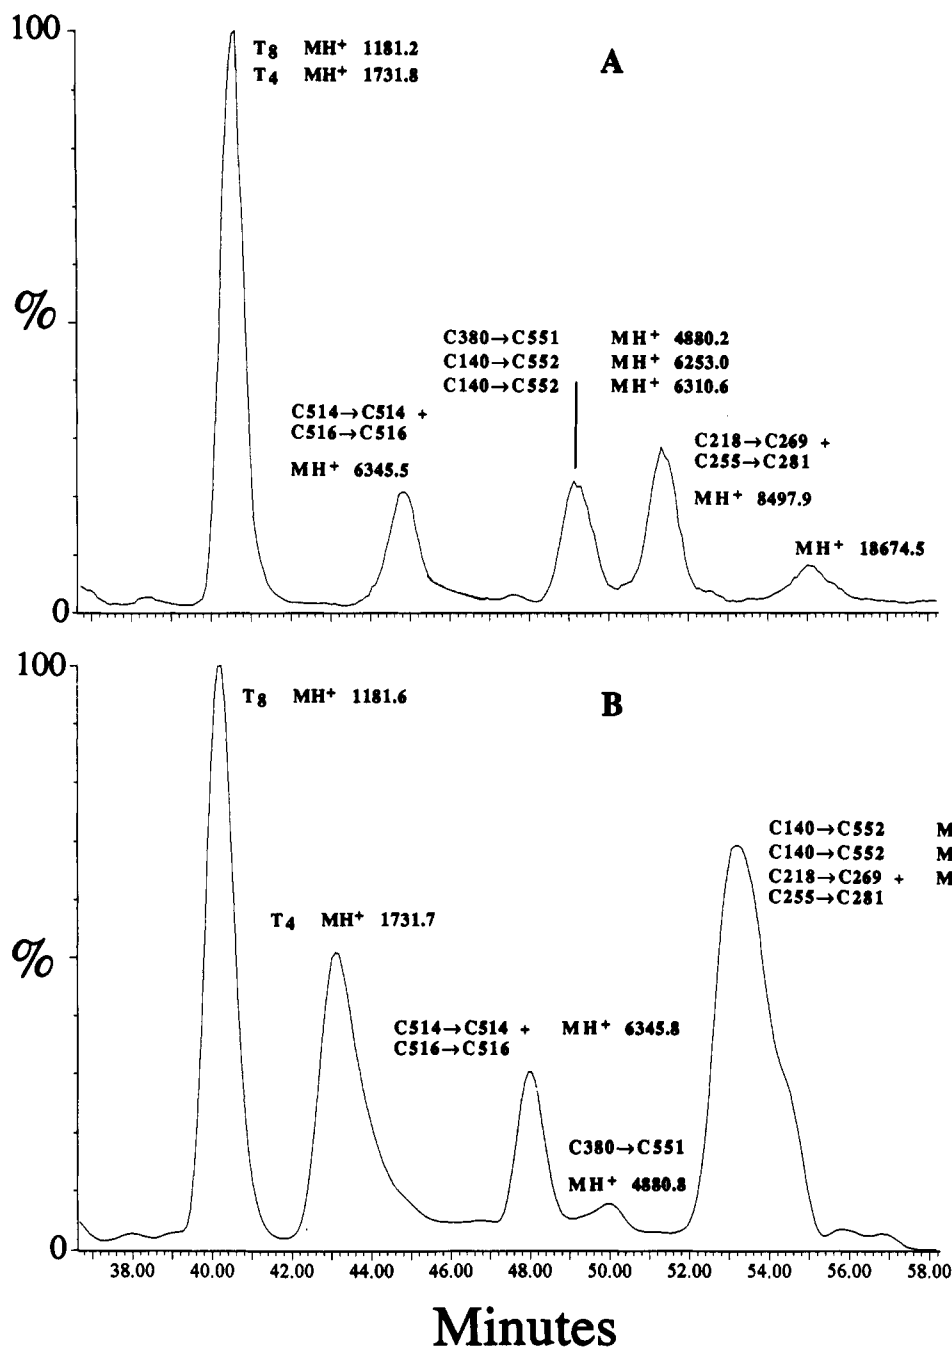 100
T8 MH+ 1181.2
T4 MH+ 1731.8
A
%
C380→C551 MH+ 4880.2
C140→C552 MH+ 6253.0
C140→C552 MH+ 6310.6
C514→C514 +
C516→C516
MH+ 6345.5
C218→C269 +
C255→C281
MH+ 8497.9
MH+ 18674.5
0
100
T8 MH+ 1181.6
B
C140→C552 M
C140→C552 M
C218→C269 + M
C255→C281
T4 MH+ 1731.7
%
C514→C514 + MH+ 6345.8
C516→C516
C380→C551
MH+ 4880.8
0
38.00 40.00 42.00 44.00 46.00 48.00 50.00 52.00 54.00 56.00 58.00
Minutes